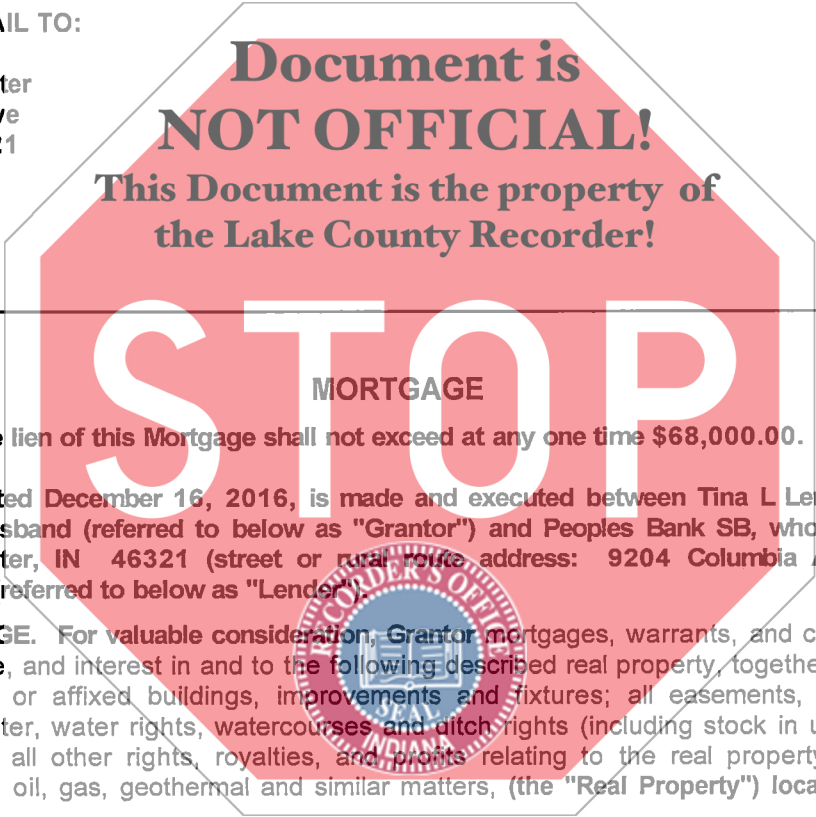 AIL TO:
ter
ve
21
Document is
NOT OFFICIAL!
This Document is the property of
the Lake County Recorder!
STOP
MORTGAGE
e lien of this Mortgage shall not exceed at any one time $68,000.00.
ted December 16, 2016, is made and executed between Tina L Ler
sband (referred to below as "Grantor") and Peoples Bank SB, who
ter, IN 46321 (street or rural route address: 9204 Columbia A
referred to below as "Lender").
GE. For valuable consideration, Grantor mortgages, warrants, and c
e, and interest in and to the following described real property, togethe
or affixed buildings, improvements and fixtures; all easements,
ter, water rights, watercourses and ditch rights (including stock in u
all other rights, royalties, and profits relating to the real property
oil, gas, geothermal and similar matters, (the "Real Property") loca
RECORDER'S OFFICE
SEAL
INDIANA